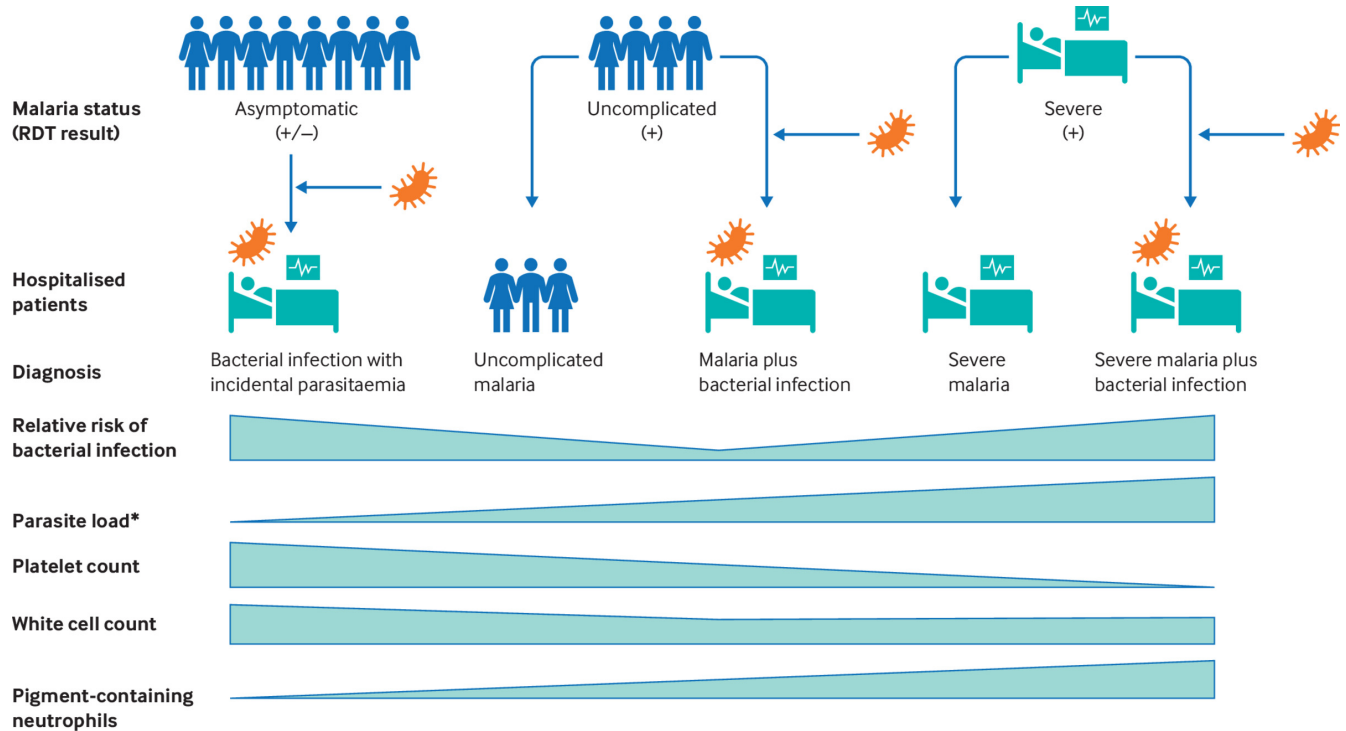 Malaria status
(RDT result)
Asymptomatic
(+/–)
Uncomplicated
(+)
Severe
(+)
Hospitalised
patients
Diagnosis
Bacterial infection with
incidental parasitaemia
Uncomplicated
malaria
Malaria plus
bacterial infection
Severe
malaria
Severe malaria plus
bacterial infection
Relative risk of
bacterial infection
Parasite load*
Platelet count
White cell count
Pigment-containing
neutrophils